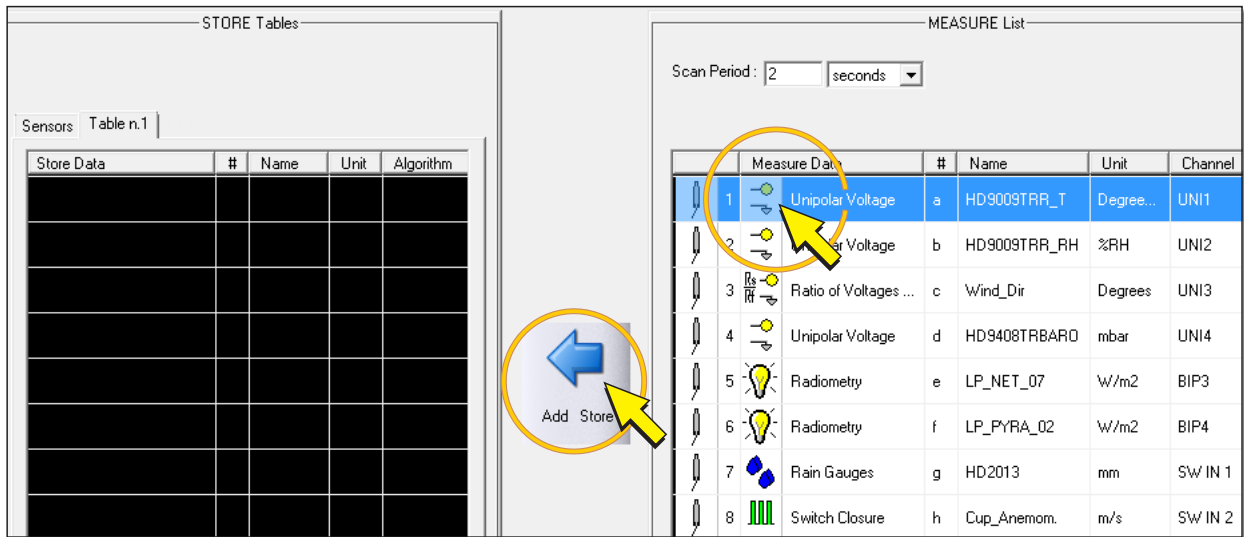 STORE Tables
Sensors Table n.1
Store Data # Name Unit Algorithm
Add Store
MEASURE List
Scan Period : 2 seconds
Measure Data # Name Unit Channel
1 Unipolar Voltage a HD9009TRR_T Degree... UNI1
2 Voltage b HD9009TRR_RH %RH UNI2
3 Rs Rf Ratio of Voltages ... c Wind_Dir Degrees UNI3
4 Unipolar Voltage d HD9408TRBARO mbar UNI4
5 Radiometry e LP_NET_07 W/m2 BIP3
6 Radiometry f LP_PYRA_02 W/m2 BIP4
7 Rain Gauges g HD2013 mm SW IN 1
8 Switch Closure h Cup_Anemom. m/s SW IN 2